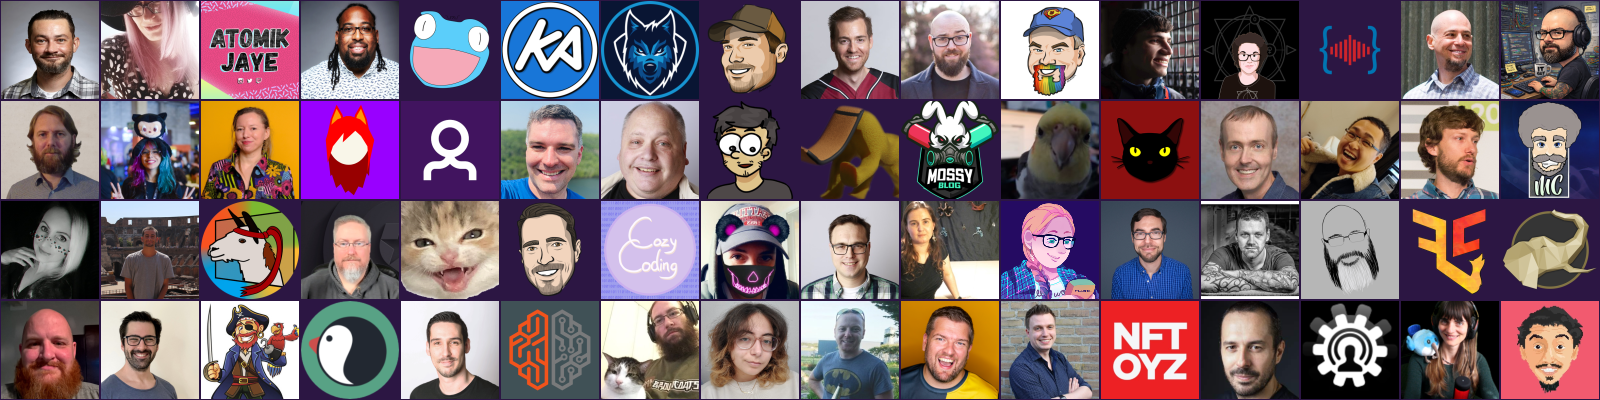 ATOMIK
JAYE
KA
MOSSY
BLOG
MC
Cozy
Coding
NFT
OYZ